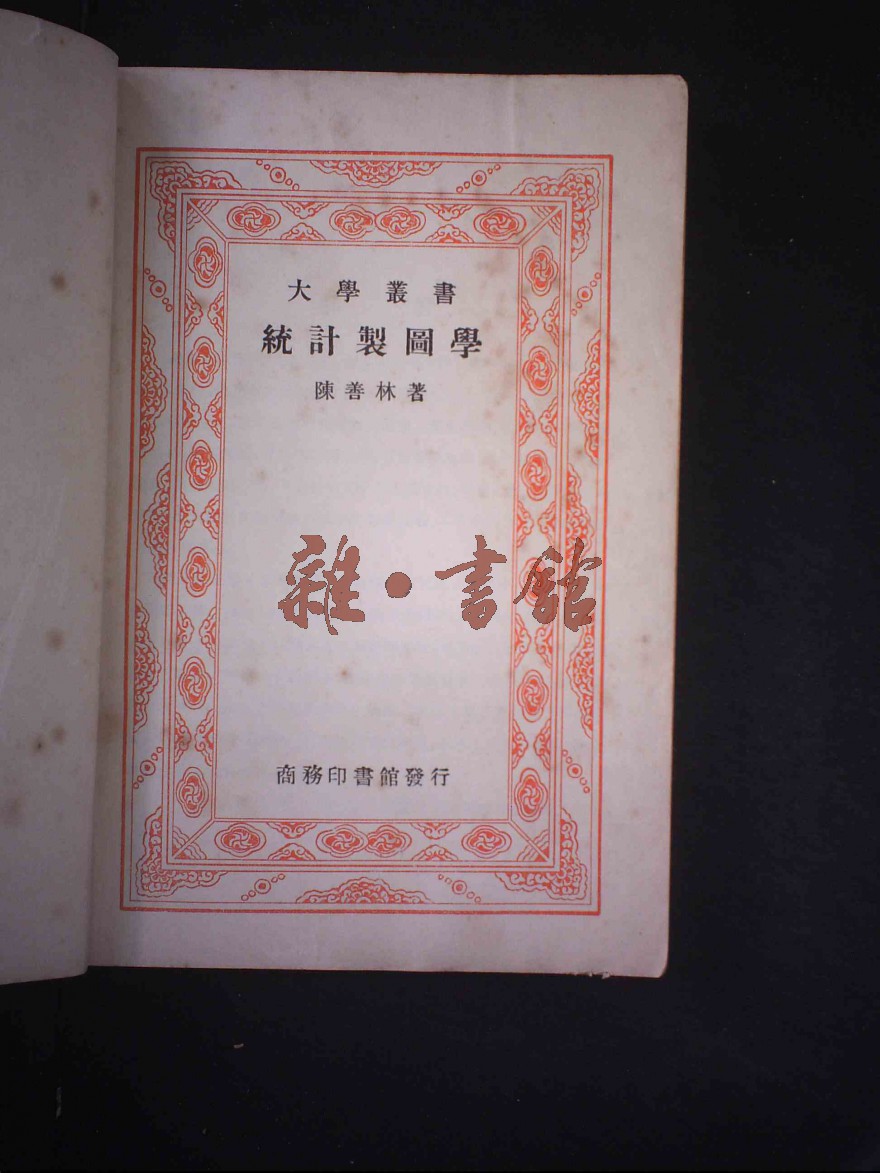 大學叢書
統計製圖學
陳善林著
雜·書館
商務印書館發行